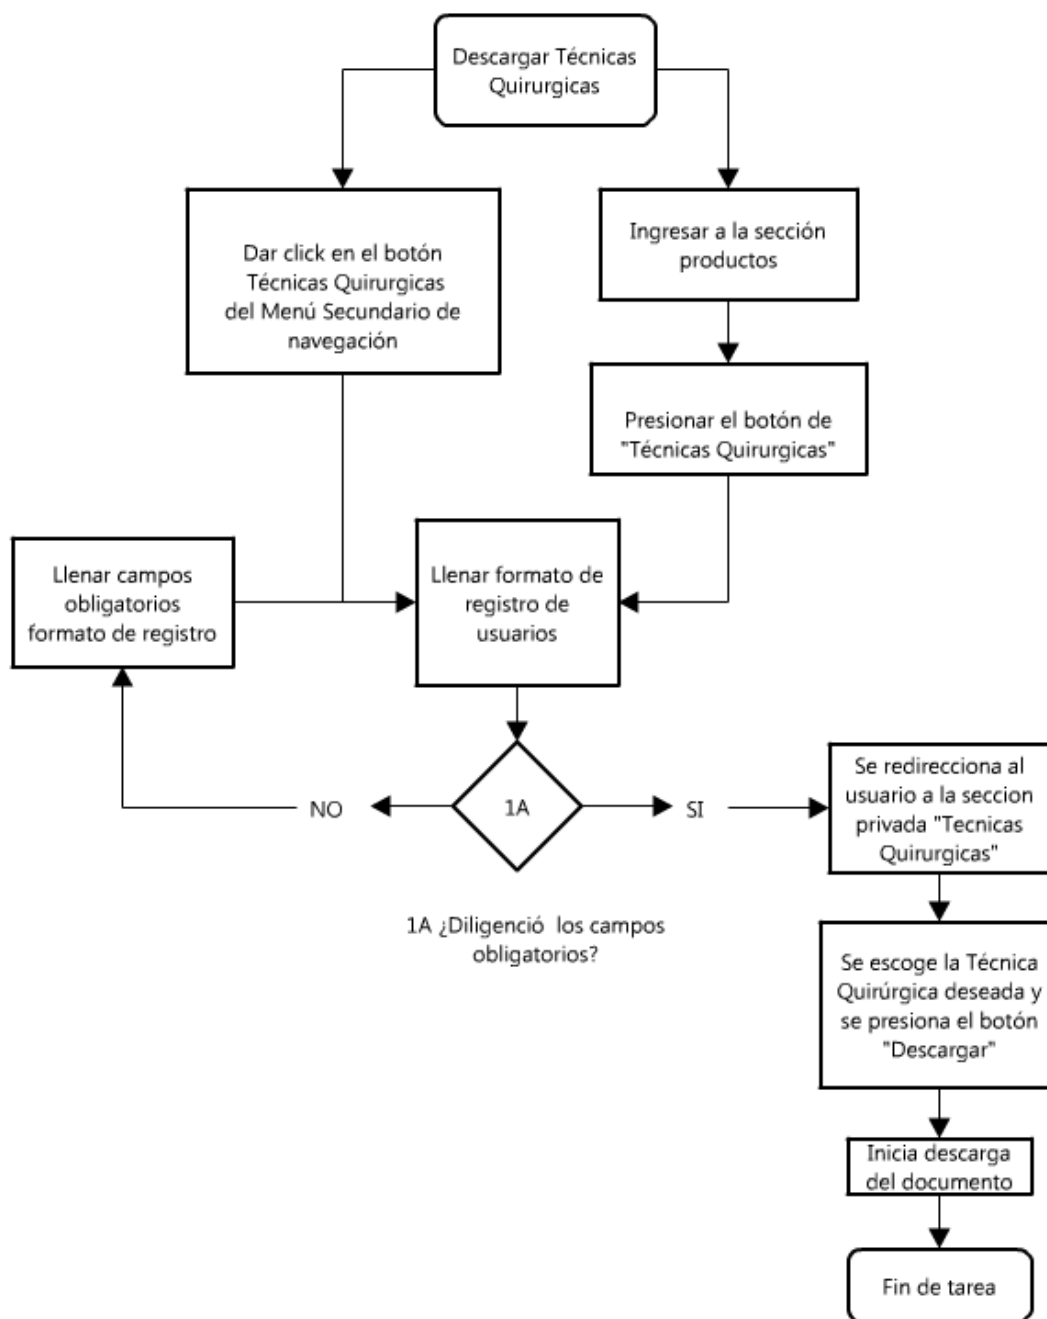 Descargar Técnicas
Quirurgicas
Dar click en el botón
Técnicas Quirurgicas
del Menú Secundario de
navegación
Ingresar a la sección
productos
Presionar el botón de
"Técnicas Quirurgicas"
Llenar campos
obligatorios
formato de registro
Llenar formato de
registro de
usuarios
NO
1A
SI
Se redirecciona al
usuario a la seccion
privada "Tecnicas
Quirurgicas"
1A ¿Diligenció los campos
obligatorios?
Se escoge la Técnica
Quirúrgica deseada y
se presiona el botón
"Descargar"
Inicia descarga
del documento
Fin de tarea